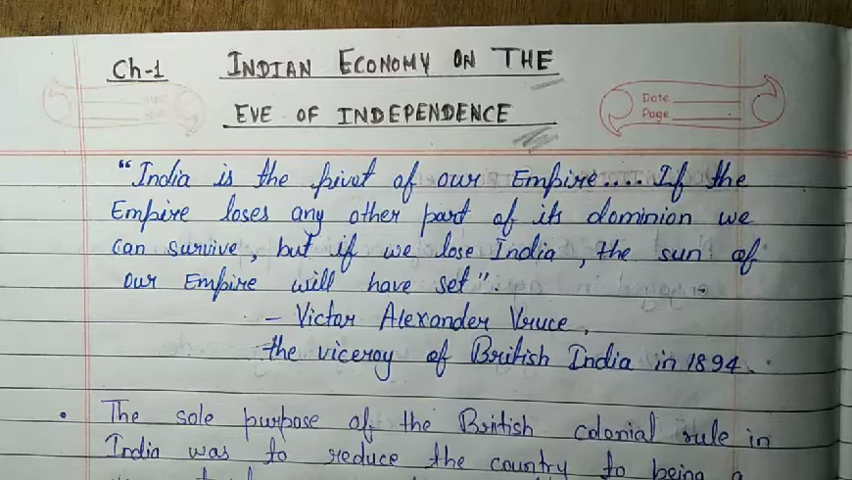 Ch-1 INDIAN ECONOMY ON THE
EVE OF INDEPENDENCE
Date
Page
"India is the pivot of our Empire.... If the
Empire loses any other part of its dominion we
can survive, but if we lose India, the sun of
our Empire will have set".
- Victor Alexander Vruce,
the viceroy of British India in 1894.
• The sole purpose of the British colonial rule in
India was to reduce the country to being a